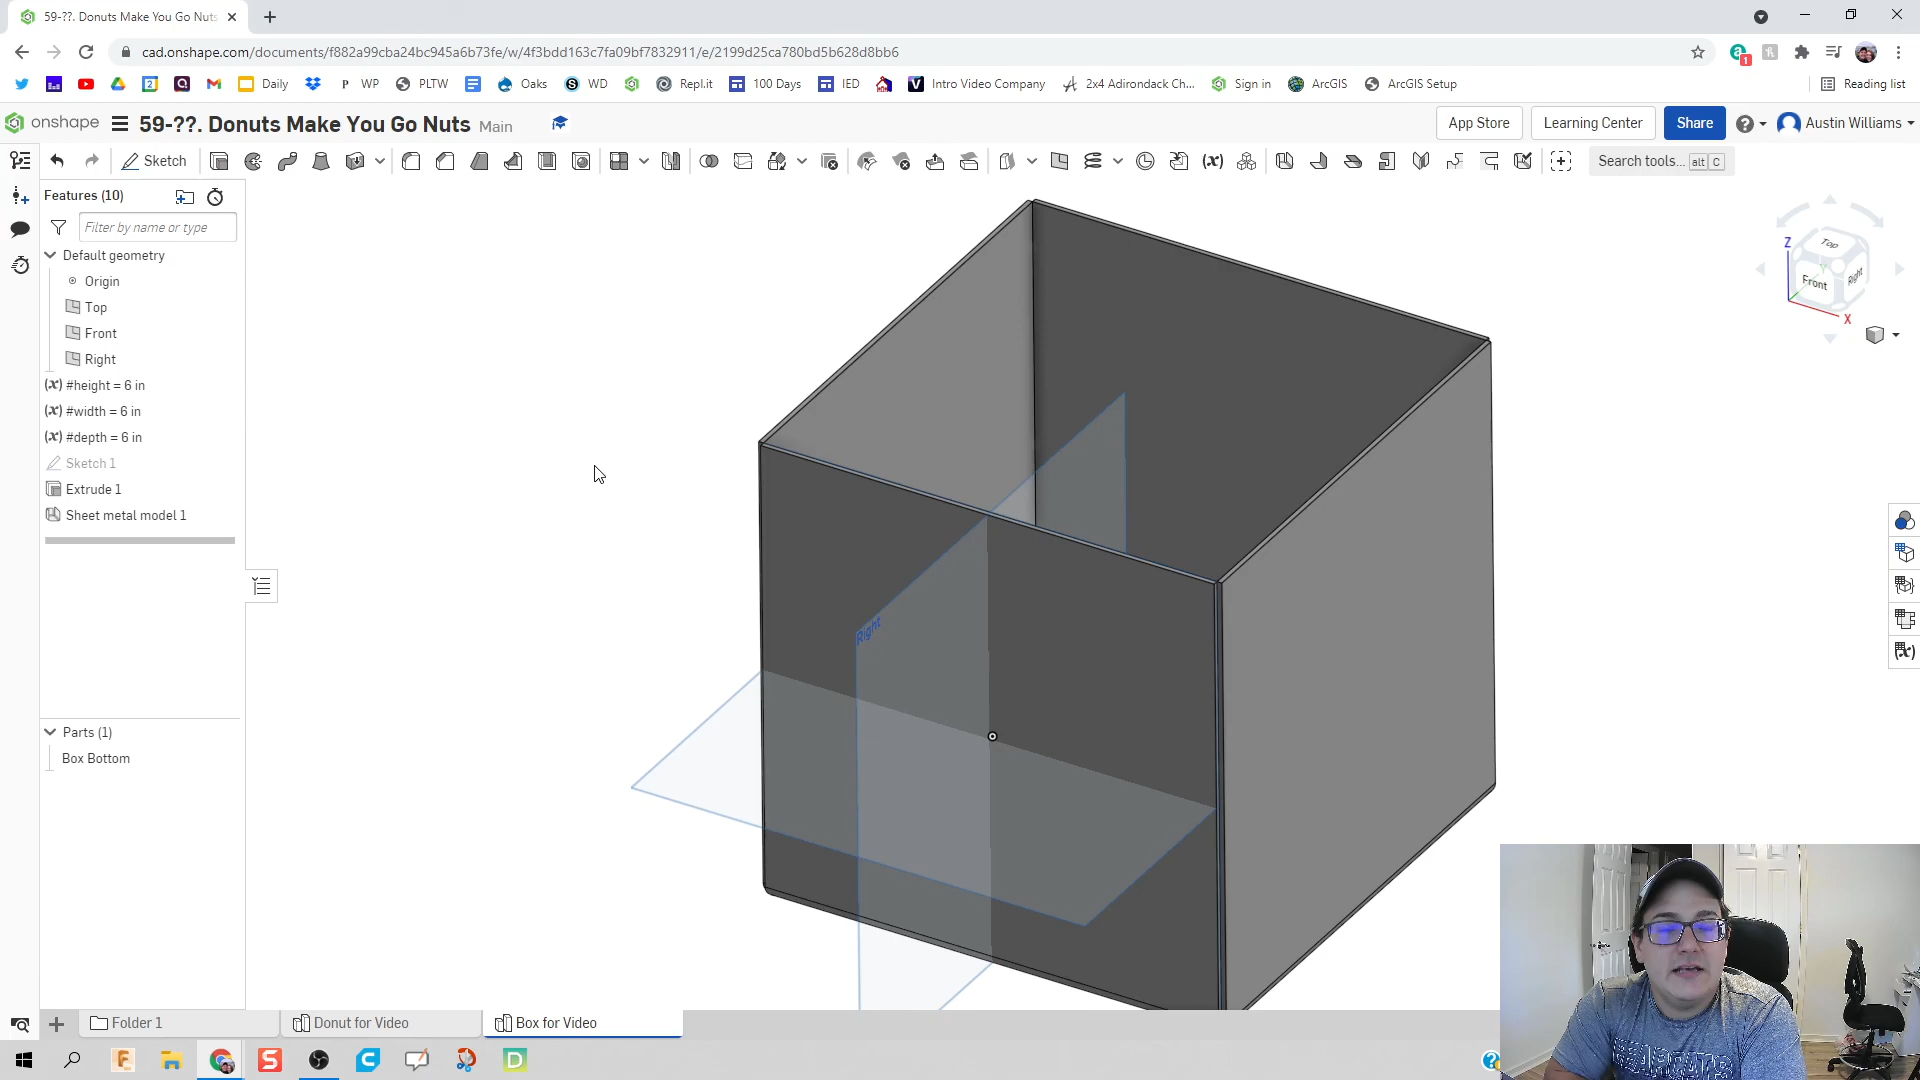 59-??. Donuts Make You Go Nuts
cad.onshape.com/documents/f882a99cba24bc945a6b73fe/w/4f3bdd163c7fa09bf7832911/e/2199d25ca780bd5b628d8bb6
1
2
Daily
P WP
PLTW
Oaks
S WD
Repl.it
100 Days
IED
V Intro Video Company
2x4 Adirondack Ch...
Sign in
ArcGIS
ArcGIS Setup
Reading list
onshape
59-??. Donuts Make You Go Nuts Main
App Store
Learning Center
Share
Austin Williams
Sketch
(x)
Search tools... alt C
Features (10)
Filter by name or type
Default geometry
Origin
Top
Front
Right
(x) #height = 6 in
(x) #width = 6 in
(x) #depth = 6 in
Sketch 1
Extrude 1
Sheet metal model 1
Parts (1)
Box Bottom
Right
Z
Top
Front
Right
X
(x)
Folder 1
Donut for Video
Box for Video
F
S
C
D